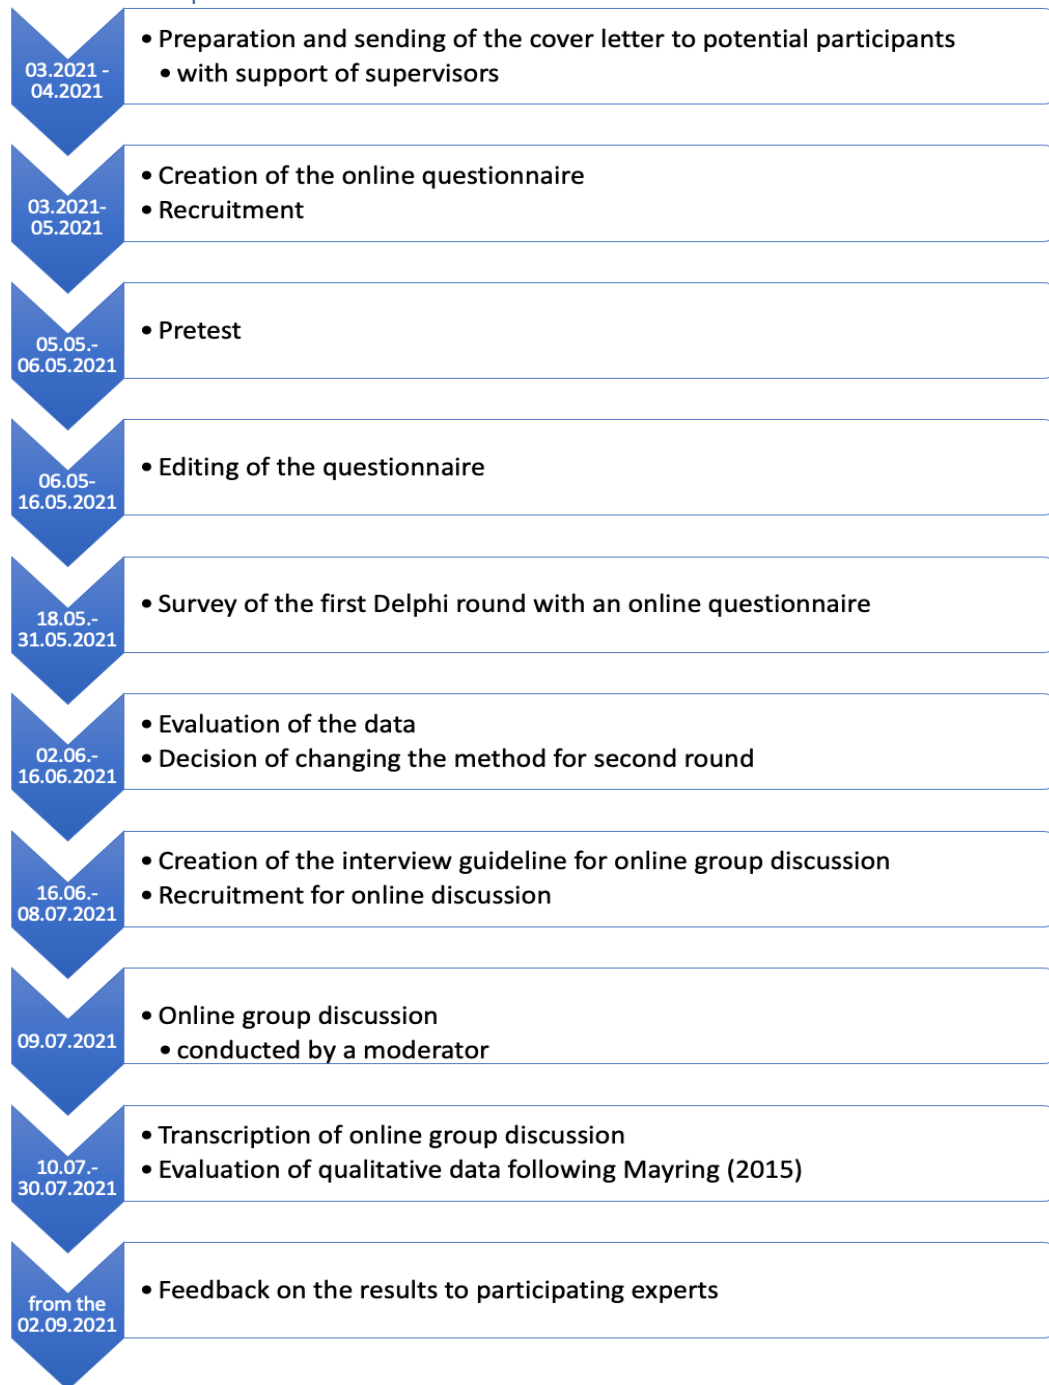 03.2021 -
04.2021
• Preparation and sending of the cover letter to potential participants
• with support of supervisors
03.2021-
05.2021
• Creation of the online questionnaire
• Recruitment
05.05.-
06.05.2021
• Pretest
06.05-
16.05.2021
• Editing of the questionnaire
18.05.-
31.05.2021
• Survey of the first Delphi round with an online questionnaire
02.06.-
16.06.2021
• Evaluation of the data
• Decision of changing the method for second round
16.06.-
08.07.2021
• Creation of the interview guideline for online group discussion
• Recruitment for online discussion
09.07.2021
• Online group discussion
• conducted by a moderator
10.07.-
30.07.2021
• Transcription of online group discussion
• Evaluation of qualitative data following Mayring (2015)
from the
02.09.2021
• Feedback on the results to participating experts